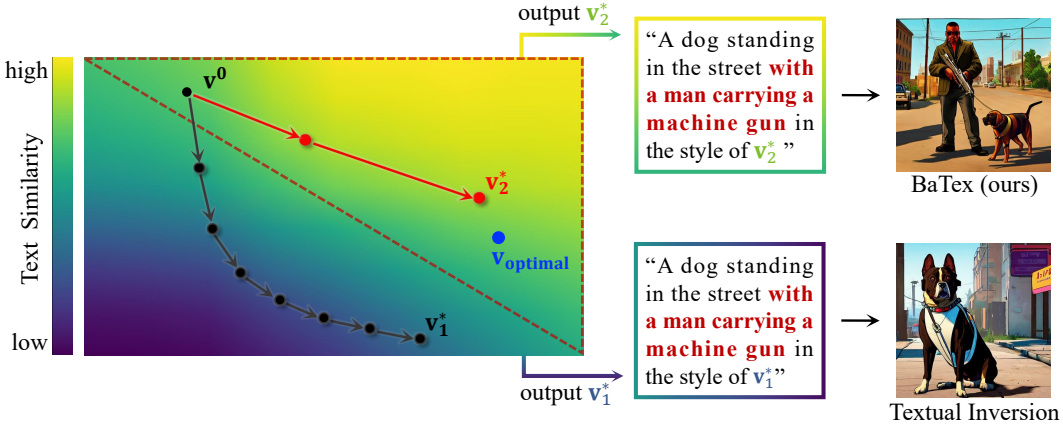 output v₂*
high
v⁰
v₂*
v_optimal
v₁*
Text Similarity
low
output v₁*
“A dog standing
in the street with
a man carrying a
machine gun in
the style of v₂* ”
BaTex (ours)
“A dog standing
in the street with
a man carrying a
machine gun in
the style of v₁*”
Textual Inversion